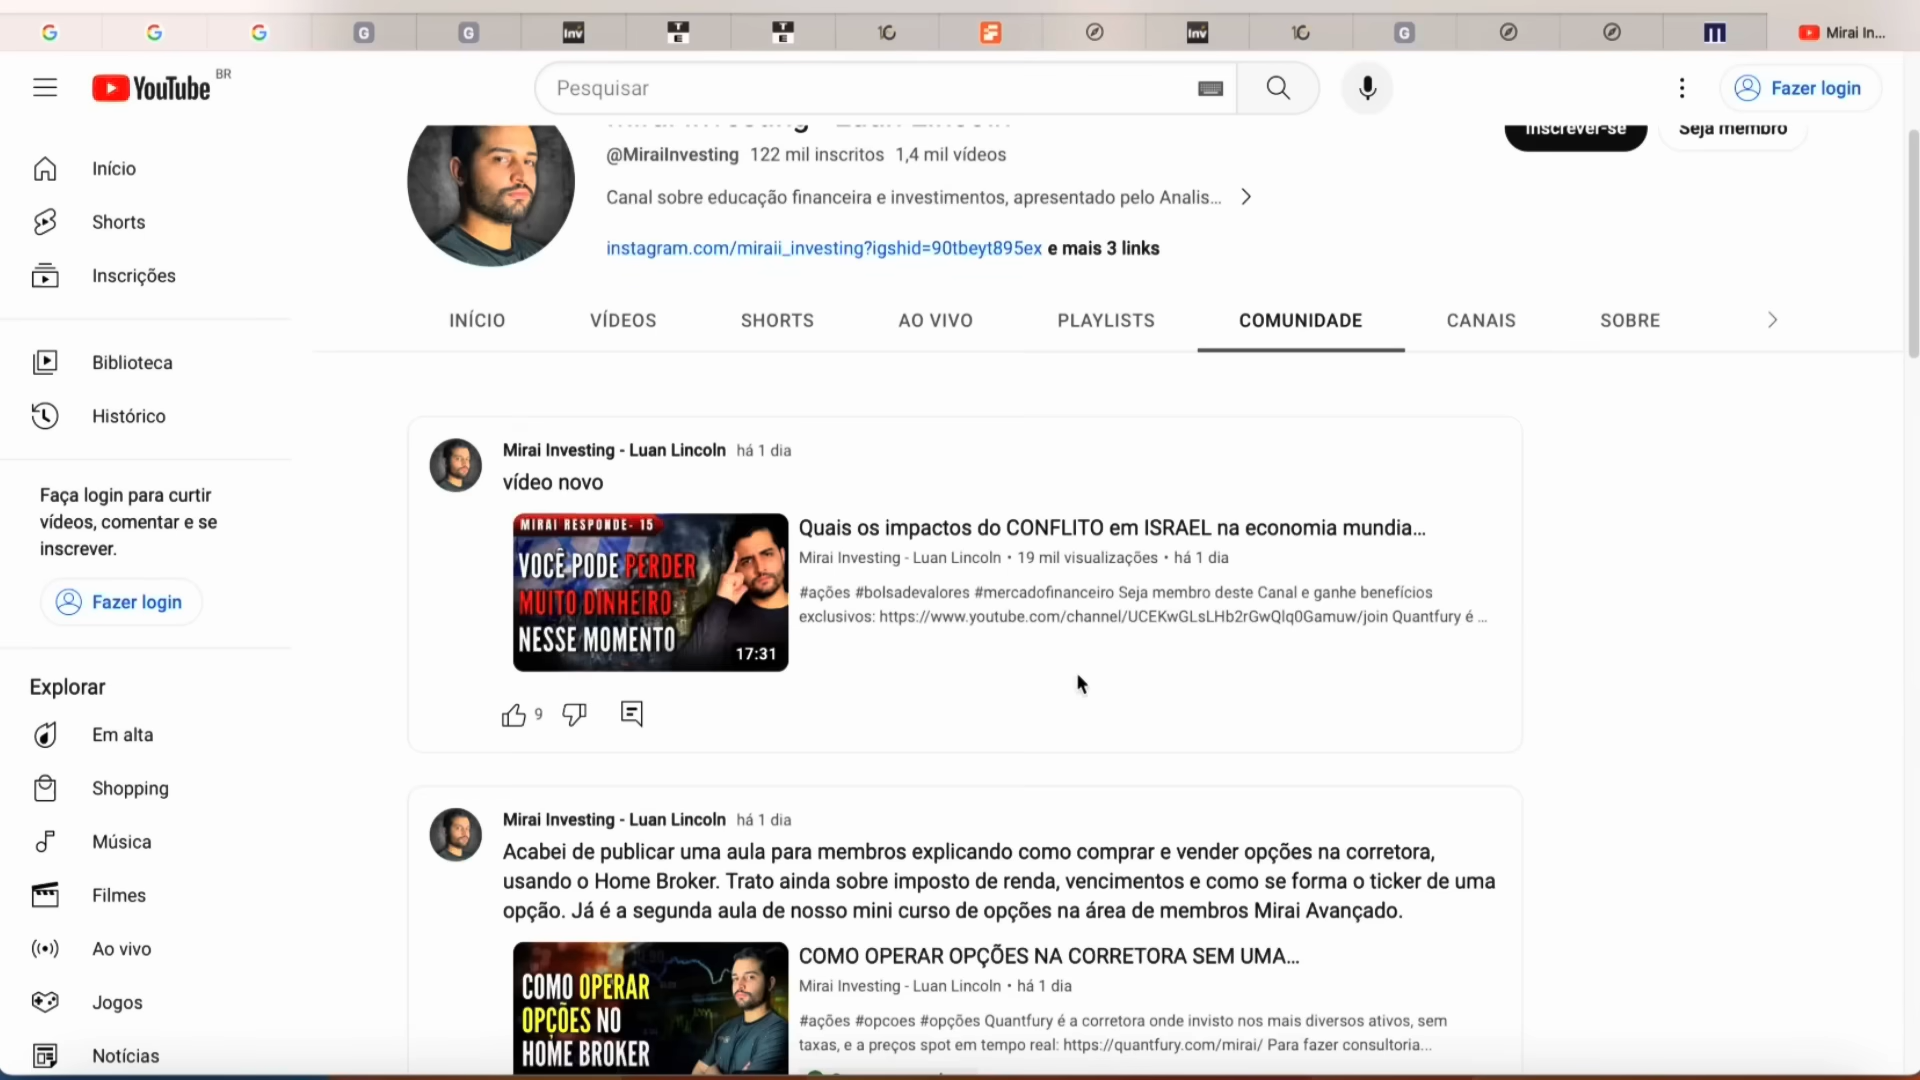 Mirai In...
YouTube BR
Pesquisar
Fazer login
Início
Shorts
Inscrições
Biblioteca
Histórico
Faça login para curtir
vídeos, comentar e se
inscrever.
Fazer login
Explorar
Em alta
Shopping
Música
Filmes
Ao vivo
Jogos
Notícias
Mirai Investing - Luan Lincoln
@MiraiInvesting 122 mil inscritos 1,4 mil vídeos
Canal sobre educação financeira e investimentos, apresentado pelo Analis...
instagram.com/miraii_investing?igshid=90tbeyt895ex e mais 3 links
Inscrever-se Seja membro
INÍCIO VÍDEOS SHORTS AO VIVO PLAYLISTS COMUNIDADE CANAIS SOBRE
Mirai Investing - Luan Lincoln há 1 dia
vídeo novo
MIRAI RESPONDE- 15
VOCÊ PODE PERDER
MUITO DINHEIRO
NESSE MOMENTO
17:31
Quais os impactos do CONFLITO em ISRAEL na economia mundia...
Mirai Investing - Luan Lincoln • 19 mil visualizações • há 1 dia
#ações #bolsadevalores #mercadofinanceiro Seja membro deste Canal e ganhe benefícios
exclusivos: https://www.youtube.com/channel/UCEKwGLsLHb2rGwQlq0Gamuw/join Quantfury é ...
9
Mirai Investing - Luan Lincoln há 1 dia
Acabei de publicar uma aula para membros explicando como comprar e vender opções na corretora,
usando o Home Broker. Trato ainda sobre imposto de renda, vencimentos e como se forma o ticker de uma
opção. Já é a segunda aula de nosso mini curso de opções na área de membros Mirai Avançado.
COMO OPERAR
OPÇÕES NO
HOME BROKER
COMO OPERAR OPÇÕES NA CORRETORA SEM UMA...
Mirai Investing - Luan Lincoln • há 1 dia
#ações #opcoes #opções Quantfury é a corretora onde invisto nos mais diversos ativos, sem
taxas, e a preços spot em tempo real: https://quantfury.com/mirai/ Para fazer consultoria...